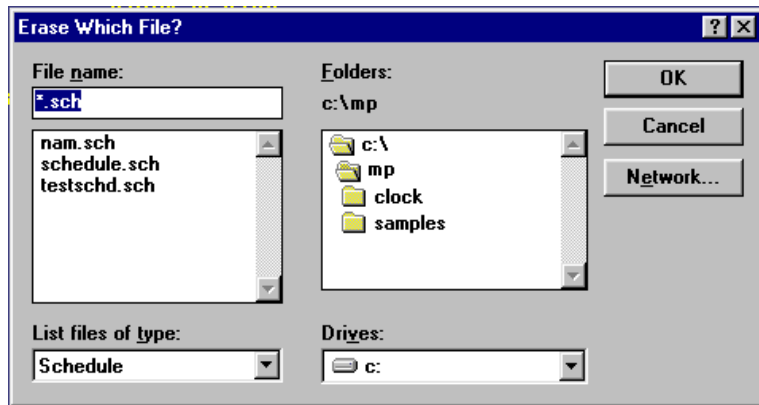 Erase Which File?
File name:
*.sch
nam.sch
schedule.sch
testschd.sch
List files of type:
Schedule
Folders:
c:\mp
c:\
mp
clock
samples
Drives:
c:
OK
Cancel
Network...